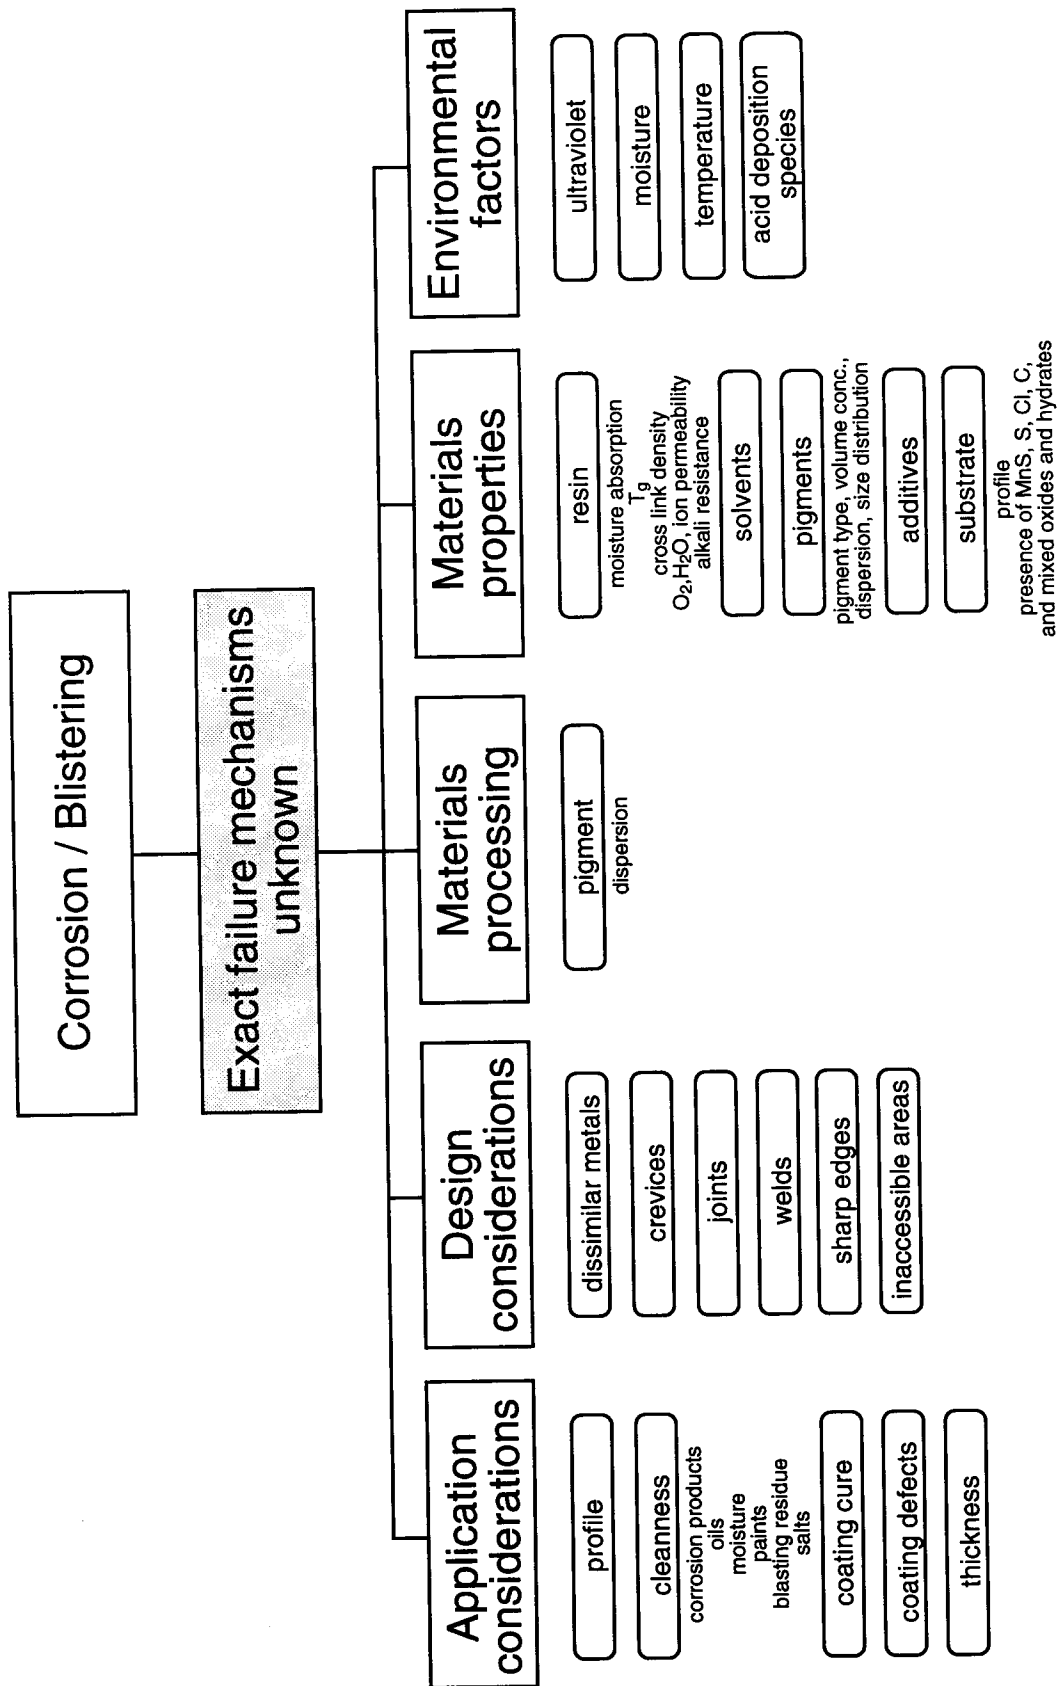 Corrosion / Blistering
Exact failure mechanisms
unknown
Application
considerations
profile
cleanness
corrosion products
oils
moisture
paints
blasting residue
salts
coating cure
coating defects
thickness
Design
considerations
dissimilar metals
crevices
joints
welds
sharp edges
inaccessible areas
Materials
processing
pigment
dispersion
Materials
properties
resin
moisture absorption
Tg
cross link density
O2,H2O, ion permeability
alkali resistance
solvents
pigments
pigment type, volume conc.,
dispersion, size distribution
additives
substrate
profile
presence of MnS, S, Cl, C,
and mixed oxides and hydrates
Environmental
factors
ultraviolet
moisture
temperature
acid deposition
species